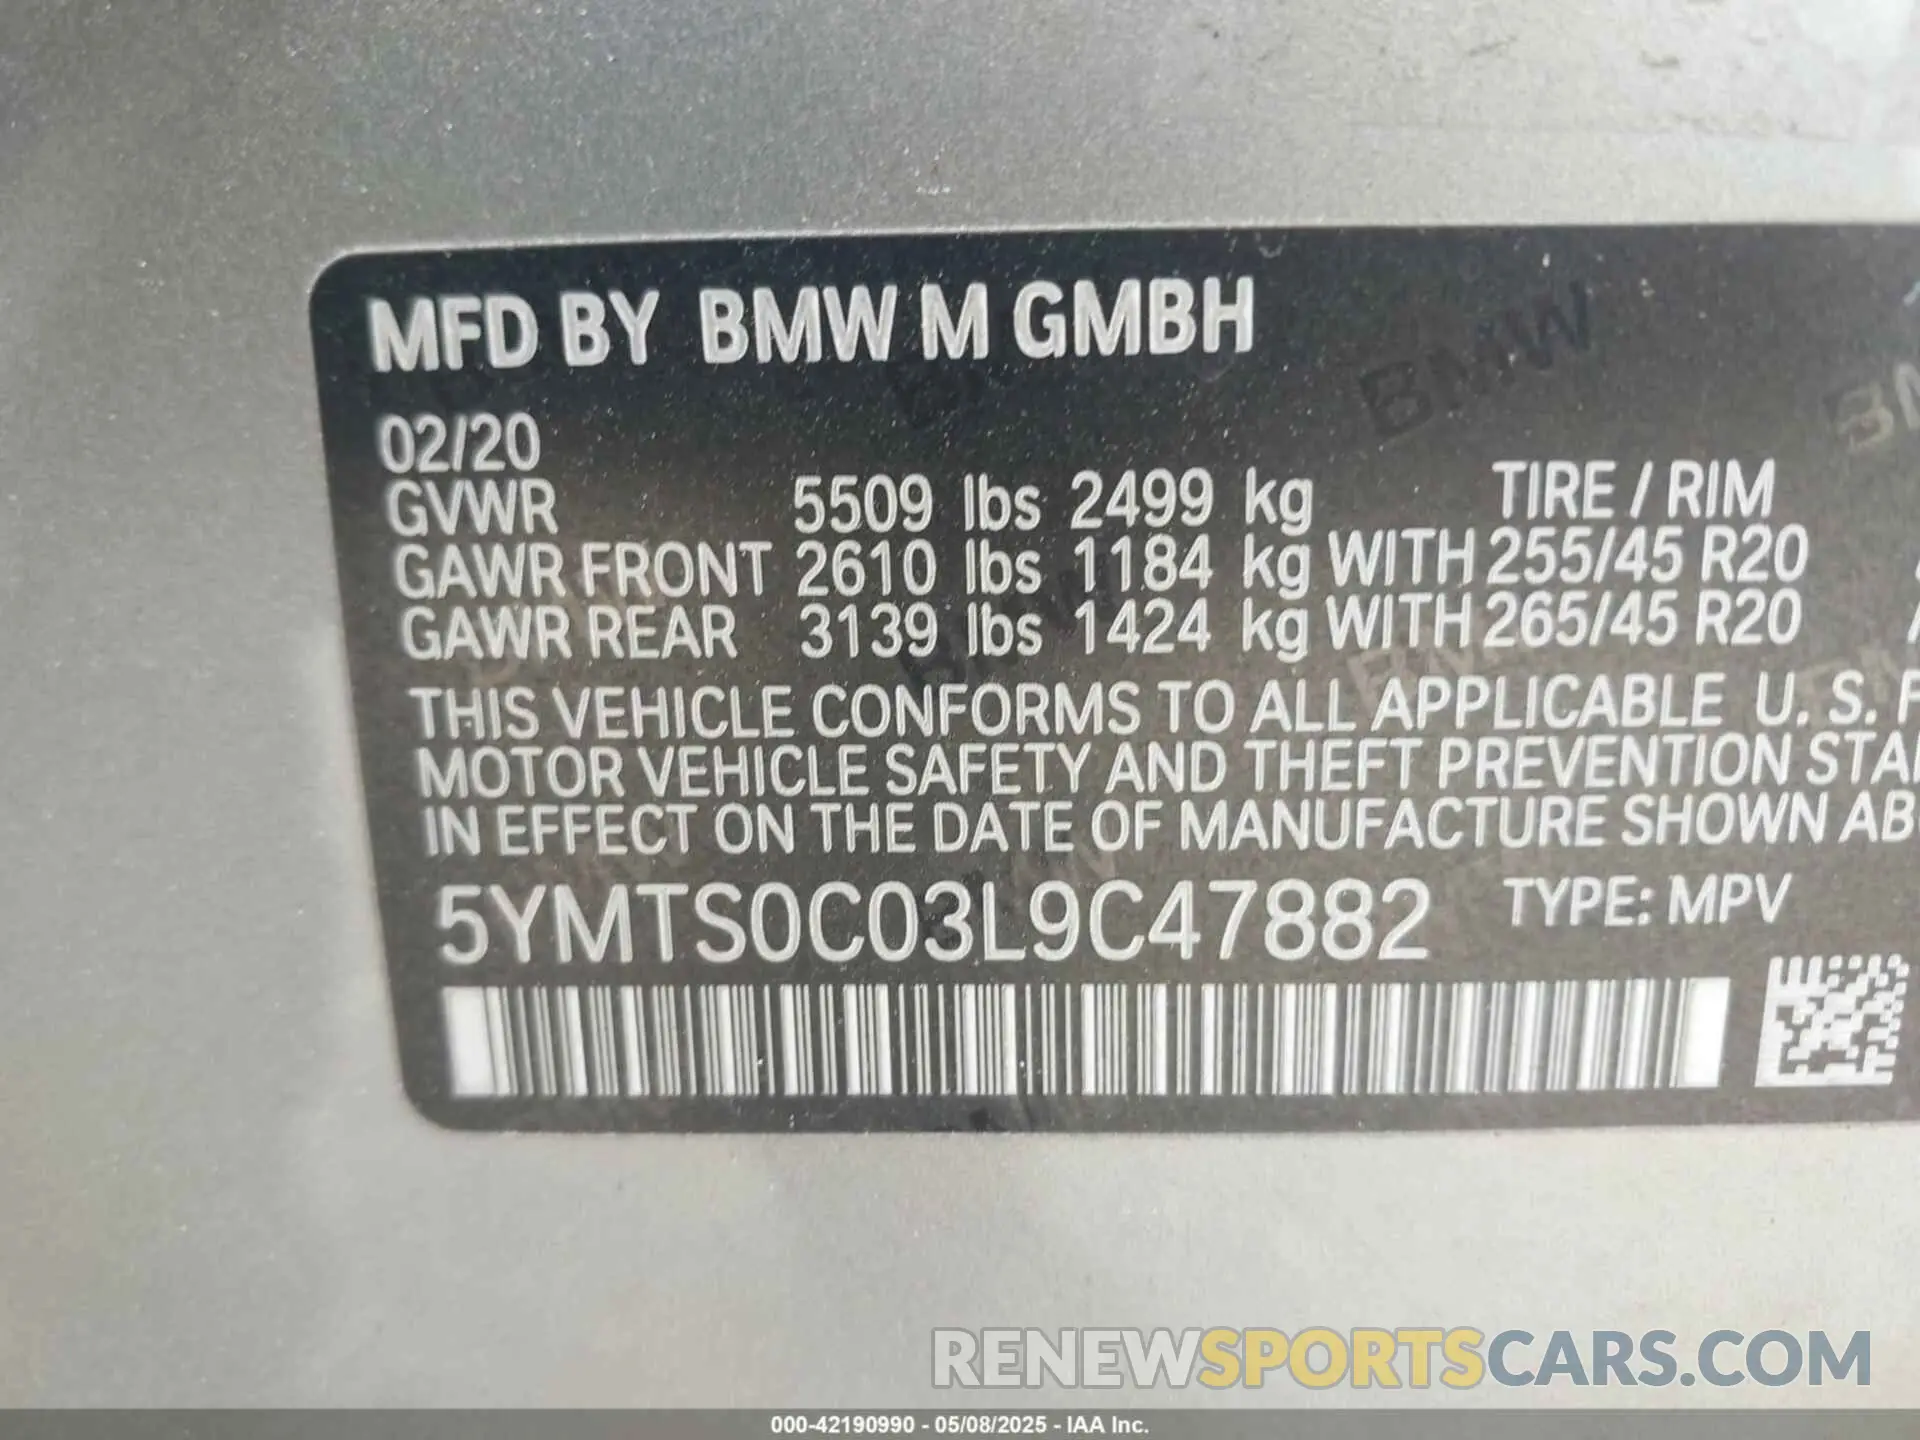 MFD BY BMW M GMBH
02/20
GVWR 5509 lbs 2499 kg TIRE / RIM
GAWR FRONT 2610 lbs 1184 kg WITH 255/45 R20
GAWR REAR 3139 lbs 1424 kg WITH 265/45 R20
THIS VEHICLE CONFORMS TO ALL APPLICABLE U. S. F
MOTOR VEHICLE SAFETY AND THEFT PREVENTION STA
IN EFFECT ON THE DATE OF MANUFACTURE SHOWN AB
5YMTS0C03L9C47882 TYPE: MPV
RENEWSPORTSCARS.COM
000-42190990 - 05/08/2025 - IAA Inc.